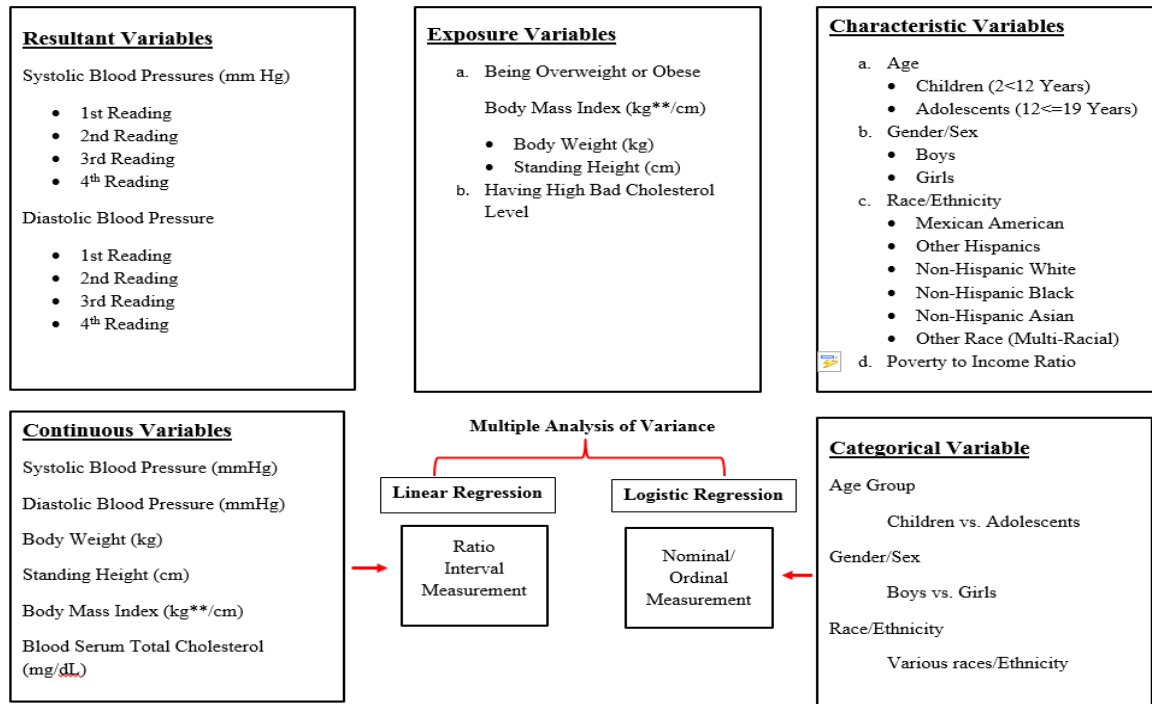 Resultant Variables
Systolic Blood Pressures (mm Hg)
• 1st Reading
• 2nd Reading
• 3rd Reading
• 4th Reading
Diastolic Blood Pressure
• 1st Reading
• 2nd Reading
• 3rd Reading
• 4th Reading
Exposure Variables
a. Being Overweight or Obese
Body Mass Index (kg**/cm)
• Body Weight (kg)
• Standing Height (cm)
b. Having High Bad Cholesterol
Level
Characteristic Variables
a. Age
• Children (2<12 Years)
• Adolescents (12<=19 Years)
b. Gender/Sex
• Boys
• Girls
c. Race/Ethnicity
• Mexican American
• Other Hispanics
• Non-Hispanic White
• Non-Hispanic Black
• Non-Hispanic Asian
• Other Race (Multi-Racial)
d. Poverty to Income Ratio
Continuous Variables
Systolic Blood Pressure (mmHg)
Diastolic Blood Pressure (mmHg)
Body Weight (kg)
Standing Height (cm)
Body Mass Index (kg**/cm)
Blood Serum Total Cholesterol
(mg/dL)
Multiple Analysis of Variance
Linear Regression
Logistic Regression
Ratio
Interval
Measurement
Nominal/
Ordinal
Measurement
Categorical Variable
Age Group
Children vs. Adolescents
Gender/Sex
Boys vs. Girls
Race/Ethnicity
Various races/Ethnicity